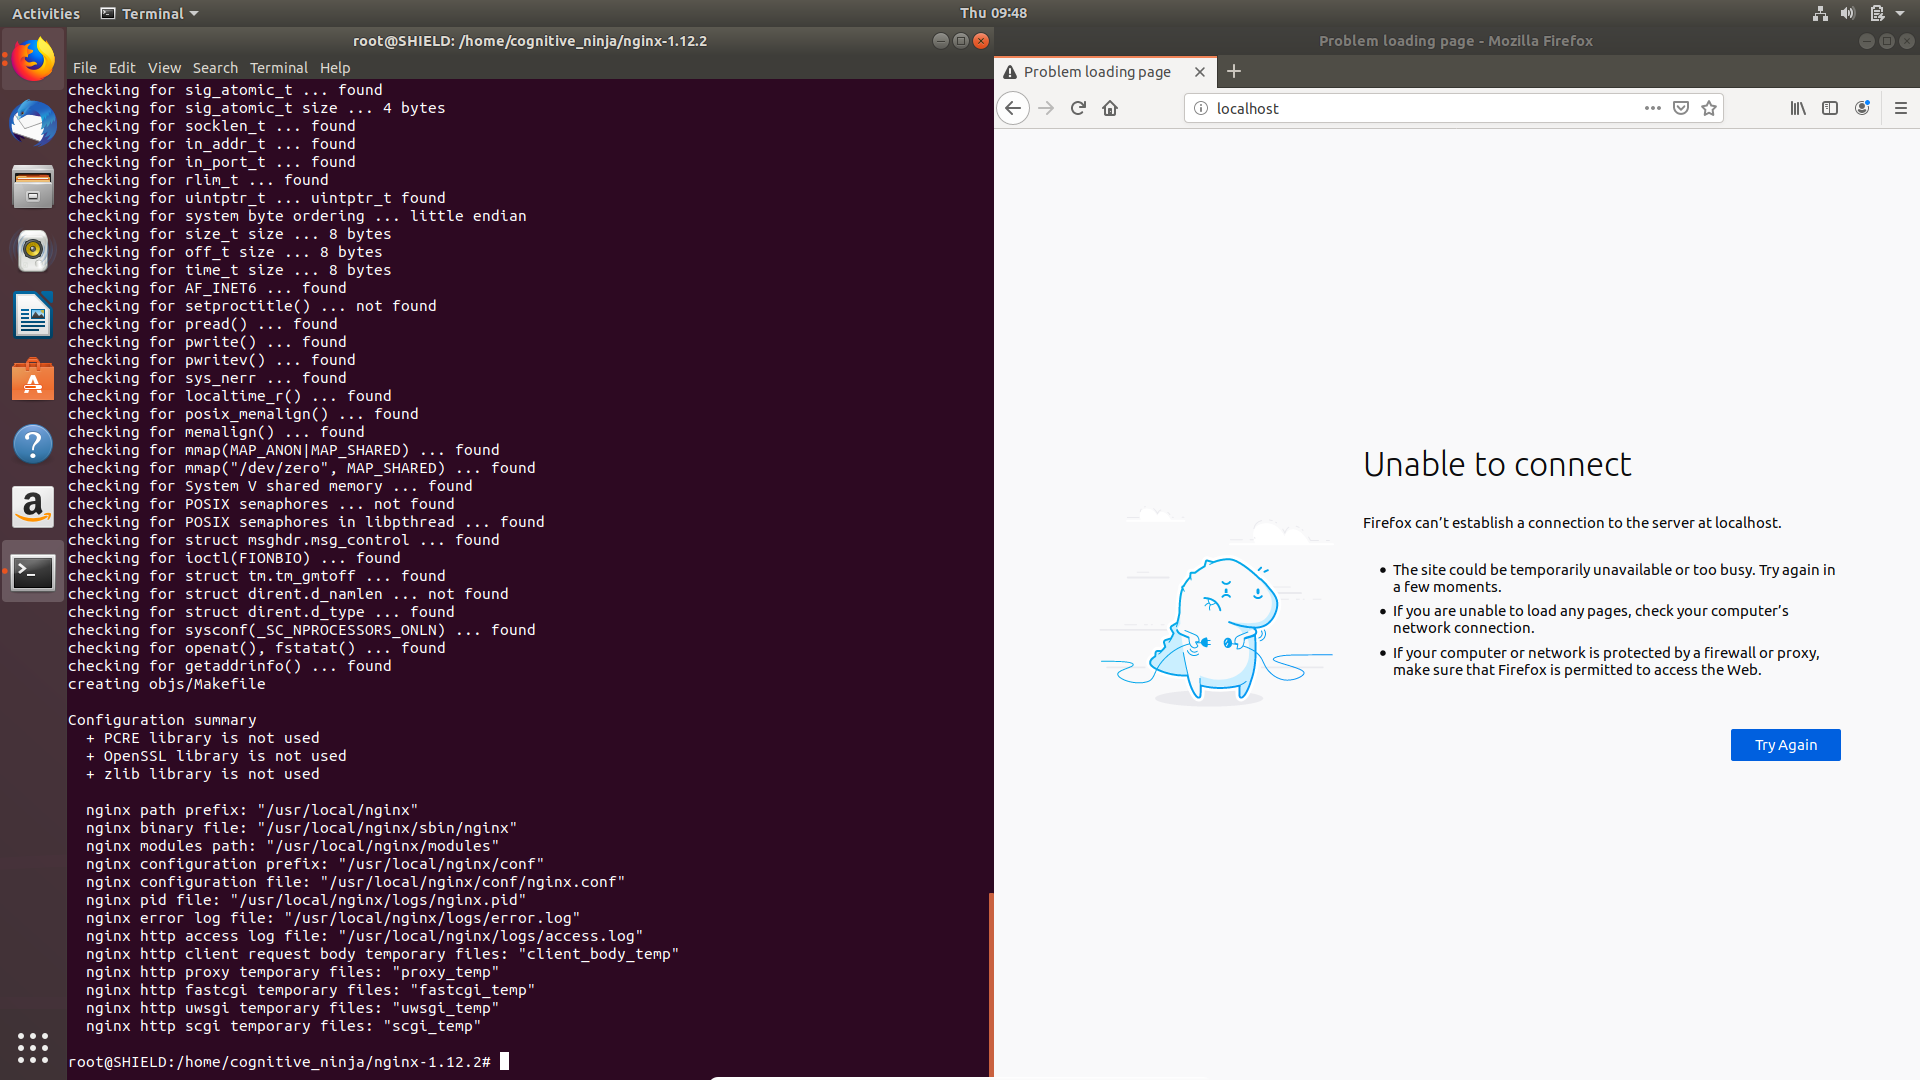 Activities
Terminal
Thu 09:48
root@SHIELD: /home/cognitive_ninja/nginx-1.12.2
File Edit View Search Terminal Help
checking for sig_atomic_t ... found
checking for sig_atomic_t size ... 4 bytes
checking for socklen_t ... found
checking for in_addr_t ... found
checking for in_port_t ... found
checking for rlim_t ... found
checking for uintptr_t ... uintptr_t found
checking for system byte ordering ... little endian
checking for size_t size ... 8 bytes
checking for off_t size ... 8 bytes
checking for time_t size ... 8 bytes
checking for AF_INET6 ... found
checking for setproctitle() ... not found
checking for pread() ... found
checking for pwrite() ... found
checking for pwritev() ... found
checking for sys_nerr ... found
checking for localtime_r() ... found
checking for posix_memalign() ... found
checking for memalign() ... found
checking for mmap(MAP_ANON|MAP_SHARED) ... found
checking for mmap("/dev/zero", MAP_SHARED) ... found
checking for System V shared memory ... found
checking for POSIX semaphores ... not found
checking for POSIX semaphores in libpthread ... found
checking for struct msghdr.msg_control ... found
checking for ioctl(FIONBIO) ... found
checking for struct tm.tm_gmtoff ... found
checking for struct dirent.d_namlen ... not found
checking for struct dirent.d_type ... found
checking for sysconf(_SC_NPROCESSORS_ONLN) ... found
checking for openat(), fstatat() ... found
checking for getaddrinfo() ... found
creating objs/Makefile
Configuration summary
+ PCRE library is not used
+ OpenSSL library is not used
+ zlib library is not used
nginx path prefix: "/usr/local/nginx"
nginx binary file: "/usr/local/nginx/sbin/nginx"
nginx modules path: "/usr/local/nginx/modules"
nginx configuration prefix: "/usr/local/nginx/conf"
nginx configuration file: "/usr/local/nginx/conf/nginx.conf"
nginx pid file: "/usr/local/nginx/logs/nginx.pid"
nginx error log file: "/usr/local/nginx/logs/error.log"
nginx http access log file: "/usr/local/nginx/logs/access.log"
nginx http client request body temporary files: "client_body_temp"
nginx http proxy temporary files: "proxy_temp"
nginx http fastcgi temporary files: "fastcgi_temp"
nginx http uwsgi temporary files: "uwsgi_temp"
nginx http scgi temporary files: "scgi_temp"
root@SHIELD:/home/cognitive_ninja/nginx-1.12.2#
Problem loading page - Mozilla Firefox
Problem loading page
localhost
Unable to connect
Firefox can’t establish a connection to the server at localhost.
• The site could be temporarily unavailable or too busy. Try again in
a few moments.
• If you are unable to load any pages, check your computer’s
network connection.
• If your computer or network is protected by a firewall or proxy,
make sure that Firefox is permitted to access the Web.
Try Again